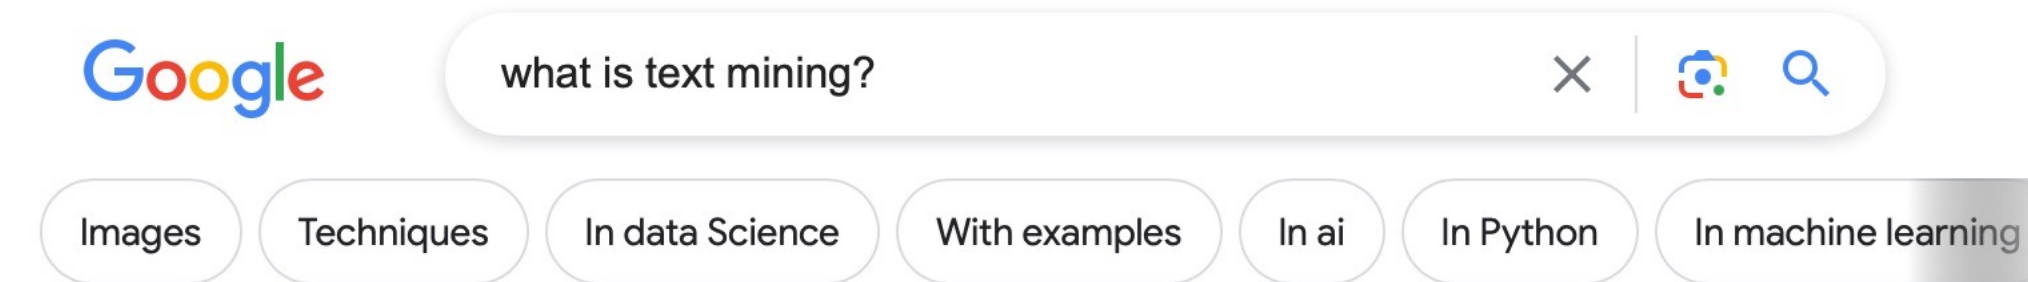 Google what is text mining?
Images Techniques In data Science With examples In ai In Python In machine learning